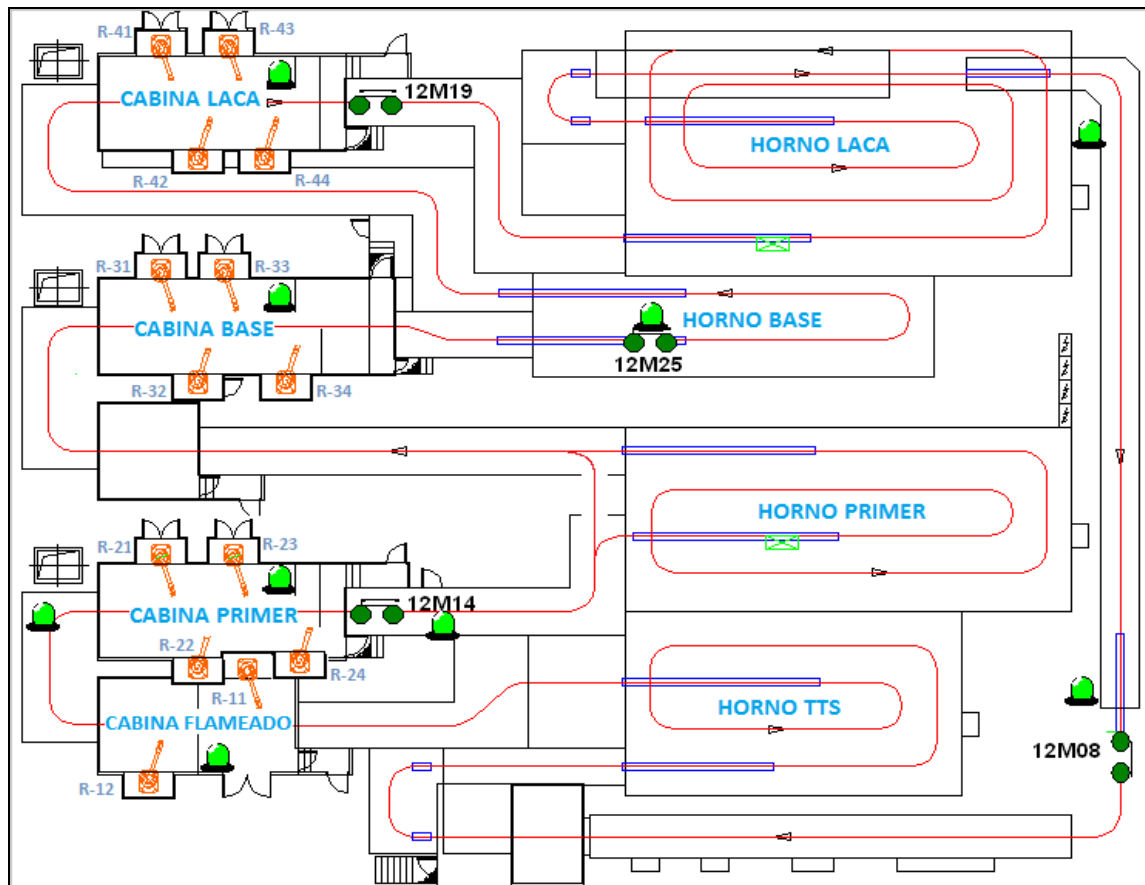 R-41
R-43
CABINA LACA
12M19
R-42
R-44
HORNO LACA
R-31
R-33
CABINA BASE
R-32
R-34
HORNO BASE
12M25
HORNO PRIMER
R-21
R-23
CABINA PRIMER
12M14
R-22
R-24
R-11
CABINA FLAMEADO
R-12
HORNO TTS
12M08